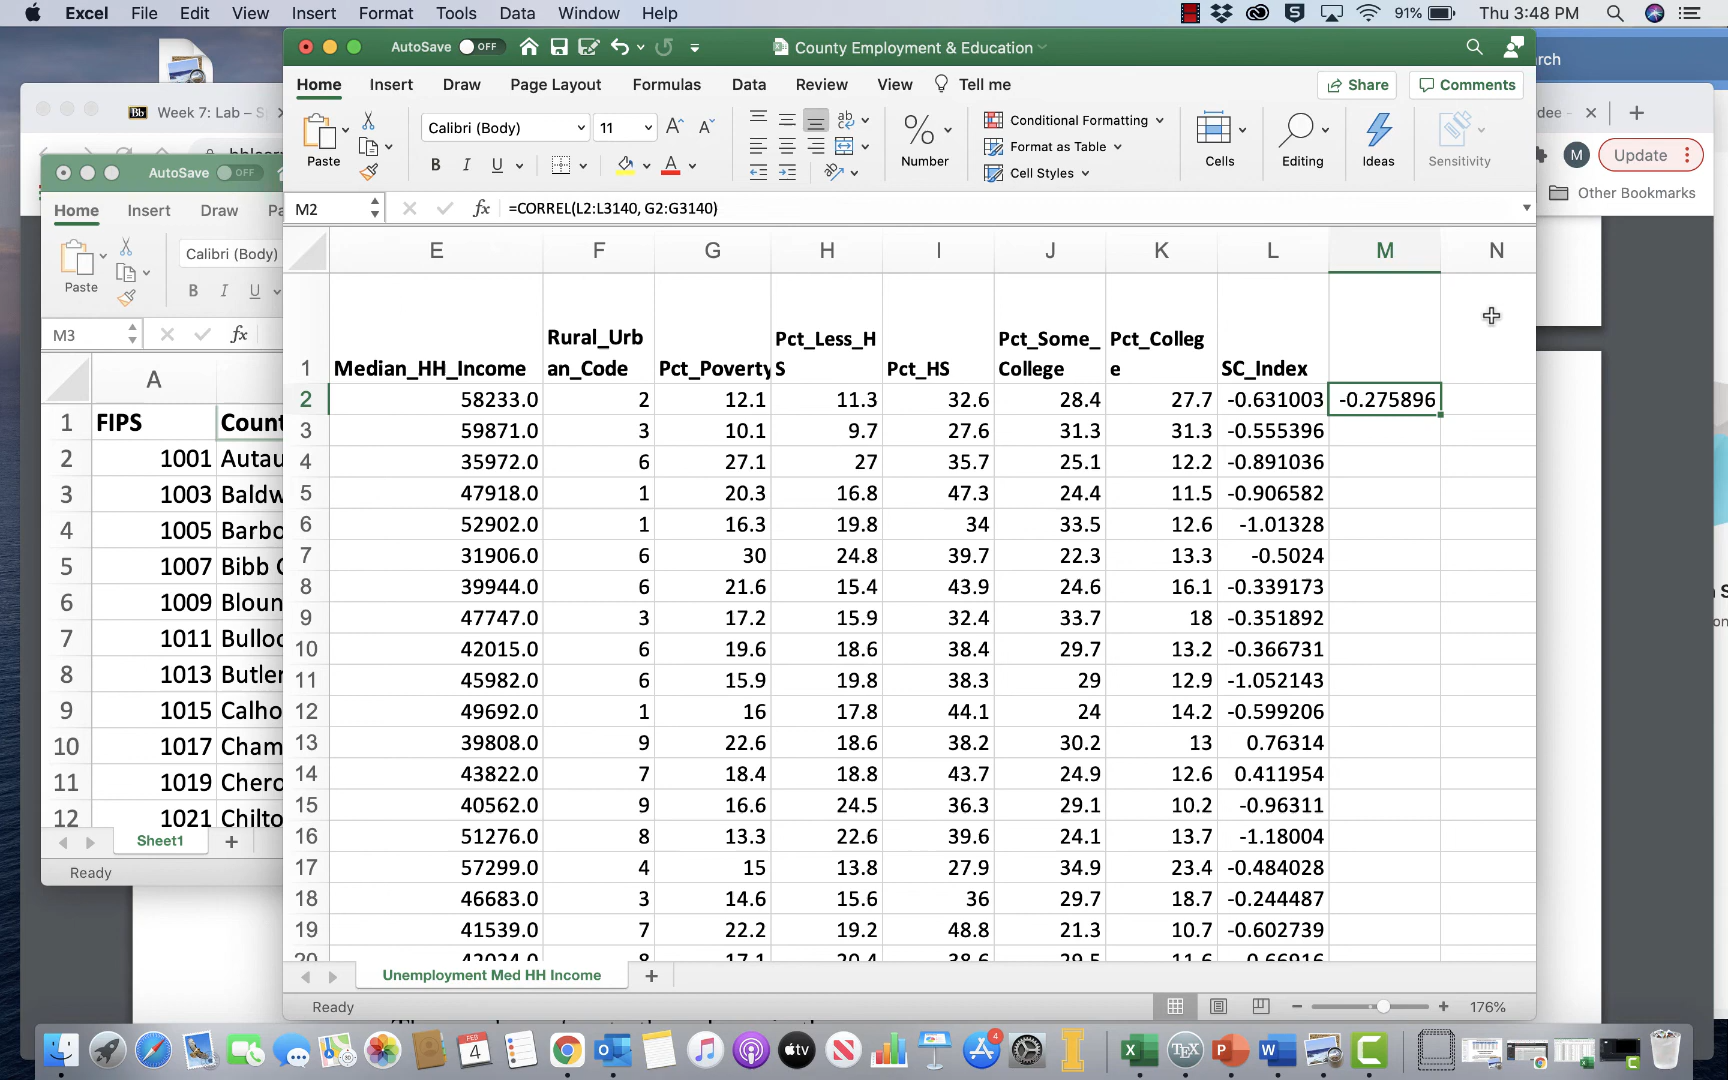 Excel File Edit View Insert Format Tools Data Window Help
91% Thu 3:48 PM
AutoSave OFF
County Employment & Education
Home Insert Draw Page Layout Formulas Data Review View Tell me
Share Comments
Paste
Calibri (Body) 11
Number
Conditional Formatting
Format as Table
Cell Styles
Cells
Editing
Ideas
Sensitivity
M2
fx =CORREL(L2:L3140, G2:G3140)
E F G H I J K L M N
1 Median_HH_Income Rural_Urb Pct_Poverty Pct_Less_H Pct_HS Pct_Some_ Pct_Colleg SC_Index
an_Code S College e
2 58233.0 2 12.1 11.3 32.6 28.4 27.7 -0.631003 -0.275896
3 59871.0 3 10.1 9.7 27.6 31.3 31.3 -0.555396
4 35972.0 6 27.1 27 35.7 25.1 12.2 -0.891036
5 47918.0 1 20.3 16.8 47.3 24.4 11.5 -0.906582
6 52902.0 1 16.3 19.8 34 33.5 12.6 -1.01328
7 31906.0 6 30 24.8 39.7 22.3 13.3 -0.5024
8 39944.0 6 21.6 15.4 43.9 24.6 16.1 -0.339173
9 47747.0 3 17.2 15.9 32.4 33.7 18 -0.351892
10 42015.0 6 19.6 18.6 38.4 29.7 13.2 -0.366731
11 45982.0 6 15.9 19.8 38.3 29 12.9 -1.052143
12 49692.0 1 16 17.8 44.1 24 14.2 -0.599206
13 39808.0 9 22.6 18.6 38.2 30.2 13 0.76314
14 43822.0 7 18.4 18.8 43.7 24.9 12.6 0.411954
15 40562.0 9 16.6 24.5 36.3 29.1 10.2 -0.96311
16 51276.0 8 13.3 22.6 39.6 24.1 13.7 -1.18004
17 57299.0 4 15 13.8 27.9 34.9 23.4 -0.484028
18 46683.0 3 14.6 15.6 36 29.7 18.7 -0.244487
19 41539.0 7 22.2 19.2 48.8 21.3 10.7 -0.602739
Unemployment Med HH Income
Ready
176%
Week 7: Lab – S
AutoSave OFF
Home Insert Draw Pa
Paste
Calibri (Body)
B I U
M3
fx
A
1 FIPS Count
2 1001 Autau
3 1003 Baldw
4 1005 Barbo
5 1007 Bibb C
6 1009 Bloun
7 1011 Bulloc
8 1013 Butler
9 1015 Calho
10 1017 Cham
11 1019 Chero
12 1021 Chilto
Sheet1
Ready
dee -
M Update
Other Bookmarks
FEB
4
tv
4
TEX